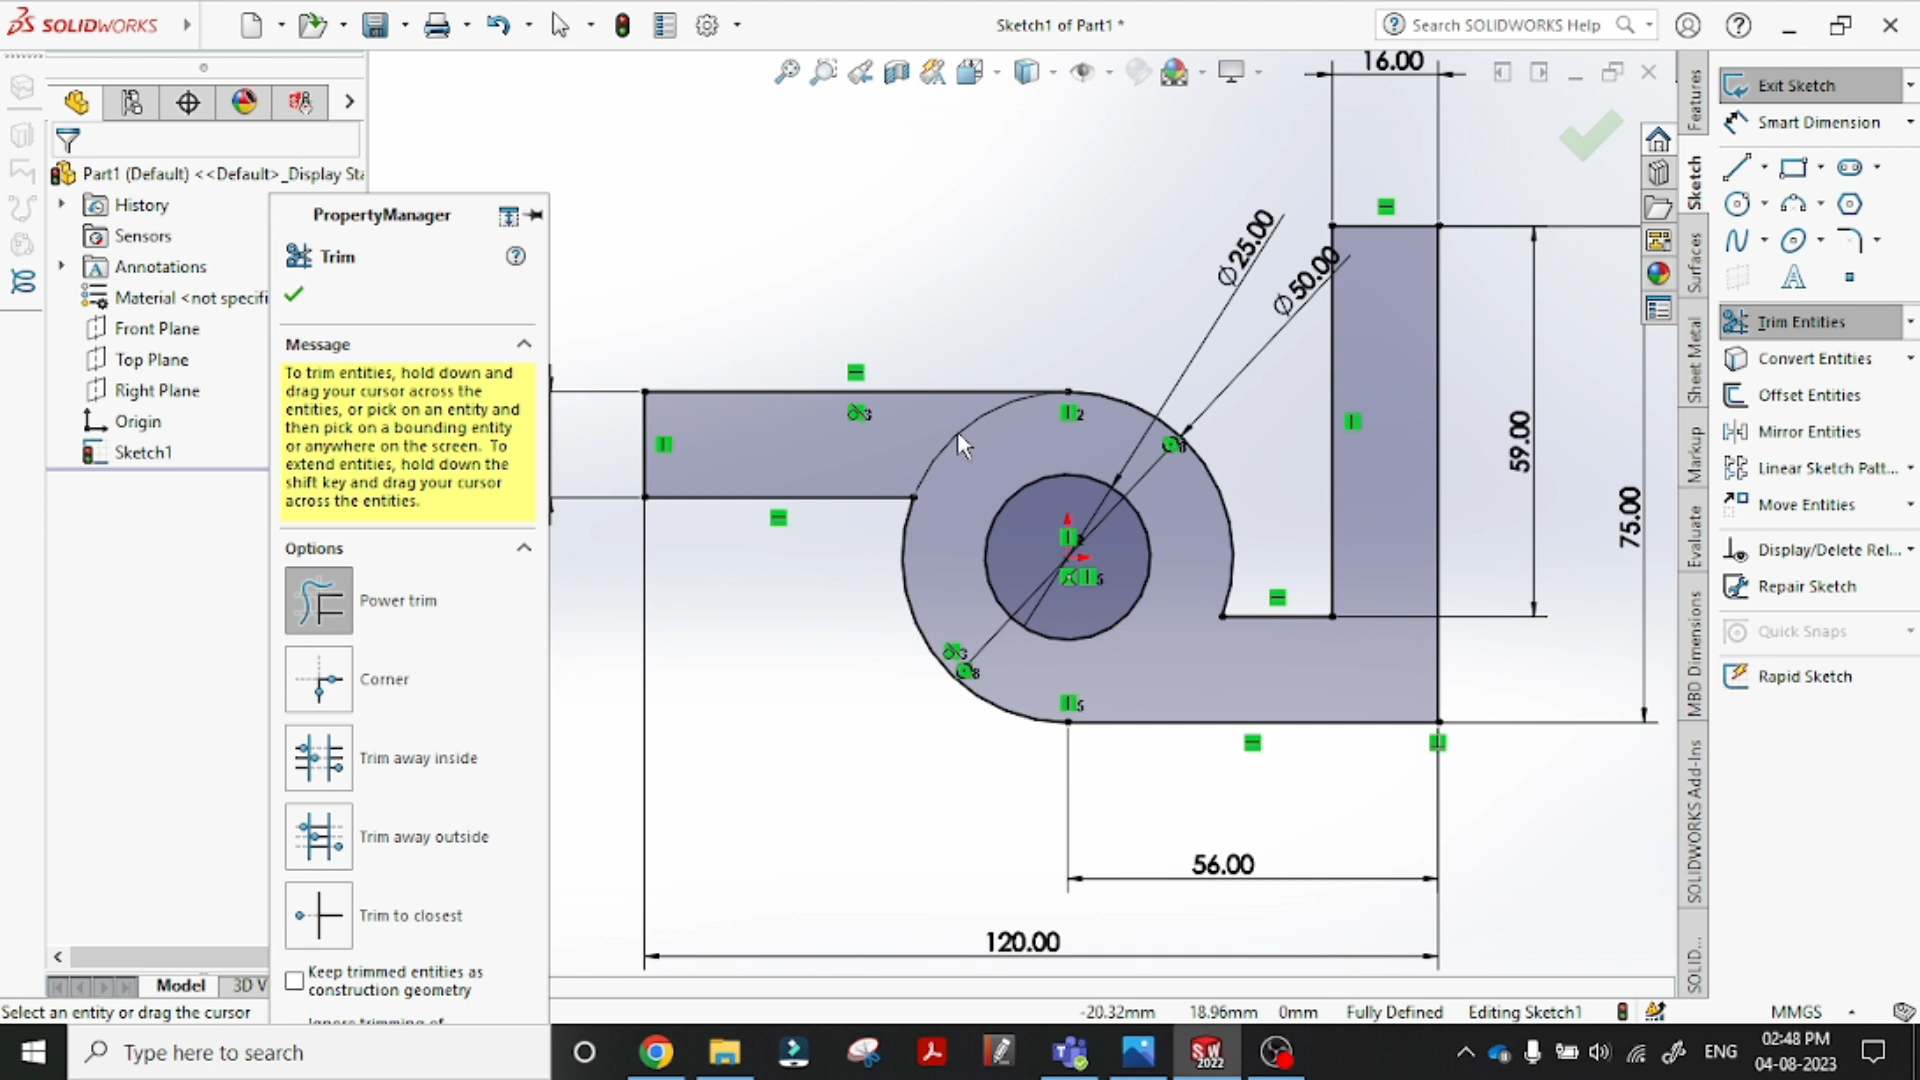 SOLIDWORKS
Sketch1 of Part1 *
Search SOLIDWORKS Help
Part1 (Default) <<Default>_Display Sta
History
Sensors
Annotations
Material <not specifi
Front Plane
Top Plane
Right Plane
Origin
Sketch1
PropertyManager
Trim
Message
To trim entities, hold down and
drag your cursor across the
entities, or pick on an entity and
then pick on a bounding entity
or anywhere on the screen. To
extend entities, hold down the
shift key and drag your cursor
across the entities.
Options
Power trim
Corner
Trim away inside
Trim away outside
Trim to closest
Keep trimmed entities as
construction geometry
Ignore trimming of
16.00
Ø25.00
Ø50.00
59.00
75.00
56.00
120.00
Features
Sketch
Surfaces
Sheet Metal
Markup
Evaluate
MBD Dimensions
SOLIDWORKS Add-Ins
SOLID...
Exit Sketch
Smart Dimension
Trim Entities
Convert Entities
Offset Entities
Mirror Entities
Linear Sketch Patt...
Move Entities
Display/Delete Rel...
Repair Sketch
Quick Snaps
Rapid Sketch
Model
3D V
Select an entity or drag the cursor
-20.32mm
18.96mm
0mm
Fully Defined
Editing Sketch1
MMGS
Type here to search
SW
2022
ENG
02:48 PM
04-08-2023